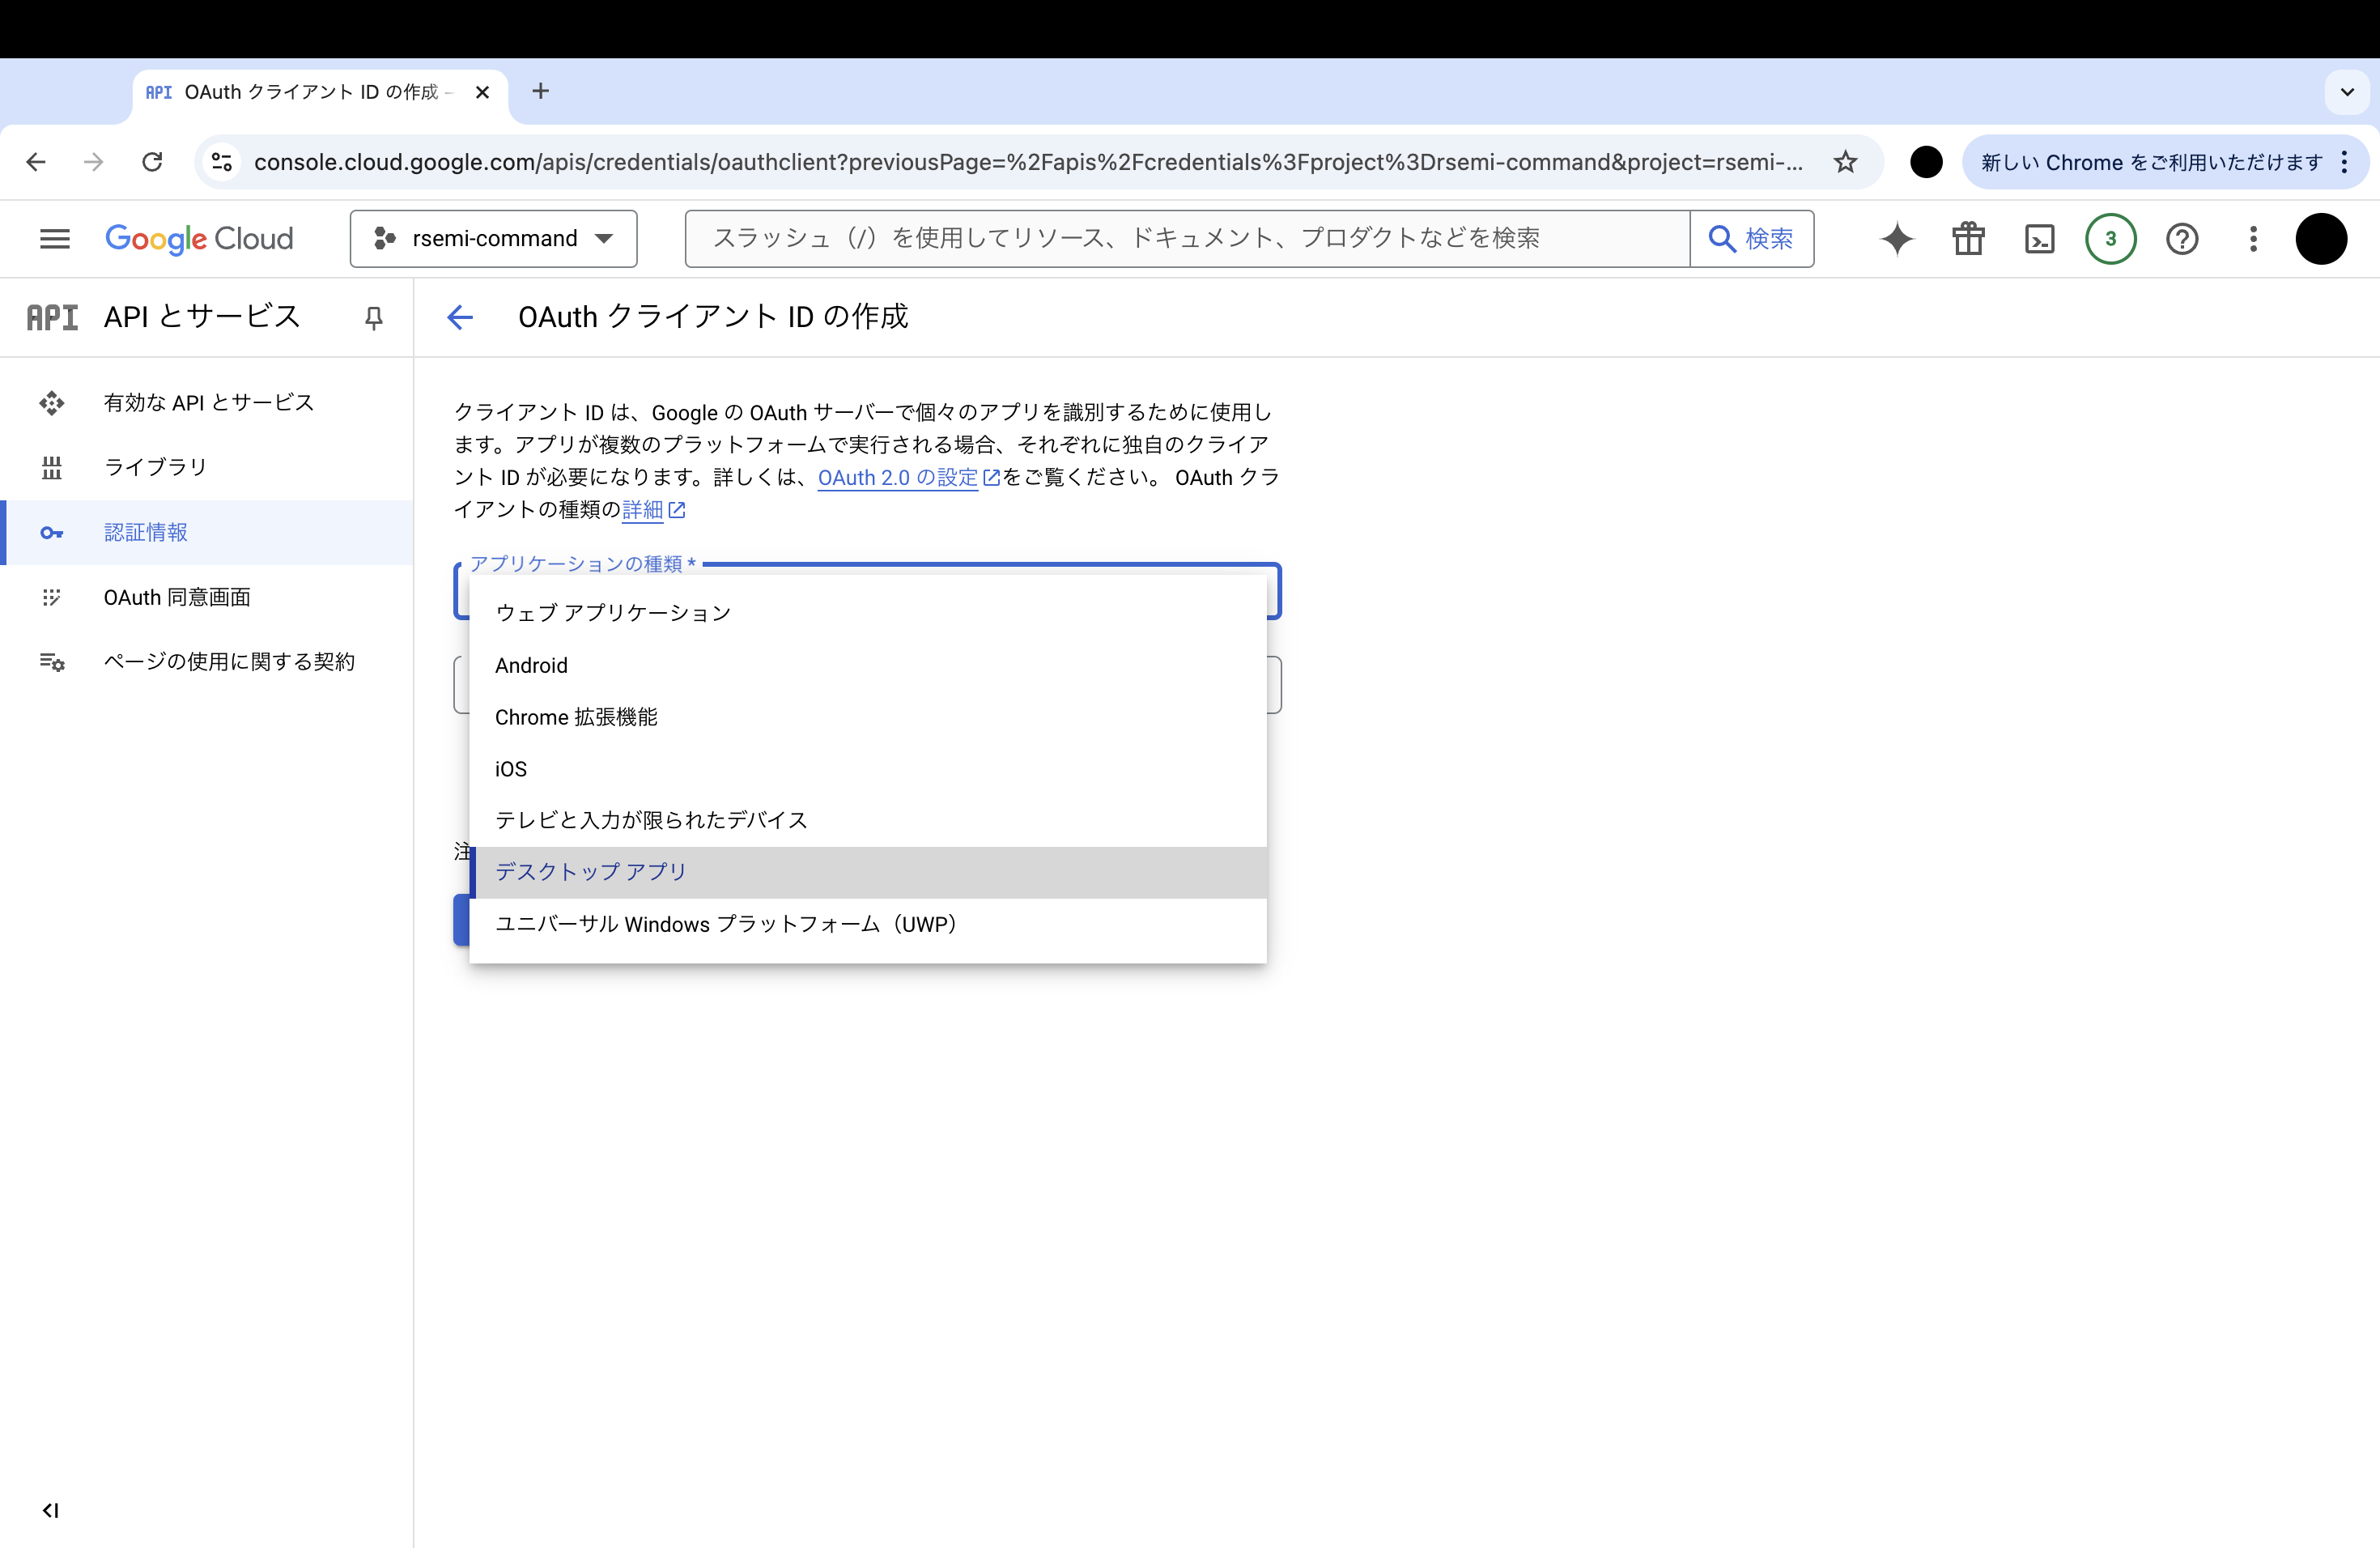 API OAuth クライアント ID の作成 –
console.cloud.google.com/apis/credentials/oauthclient?previousPage=%2Fapis%2Fcredentials%3Fproject%3Drsemi-command&project=rsemi-...
新しい Chrome をご利用いただけます
Google Cloud
rsemi-command
スラッシュ（/）を使用してリソース、ドキュメント、プロダクトなどを検索
検索
3
API API とサービス
有効な API とサービス
ライブラリ
認証情報
OAuth 同意画面
ページの使用に関する契約
OAuth クライアント ID の作成
クライアント ID は、Google の OAuth サーバーで個々のアプリを識別するために使用し
ます。アプリが複数のプラットフォームで実行される場合、それぞれに独自のクライア
ント ID が必要になります。詳しくは、OAuth 2.0 の設定をご覧ください。 OAuth クラ
イアントの種類の詳細
アプリケーションの種類 *
ウェブ アプリケーション
Android
Chrome 拡張機能
iOS
テレビと入力が限られたデバイス
注
デスクトップ アプリ
ユニバーサル Windows プラットフォーム（UWP）